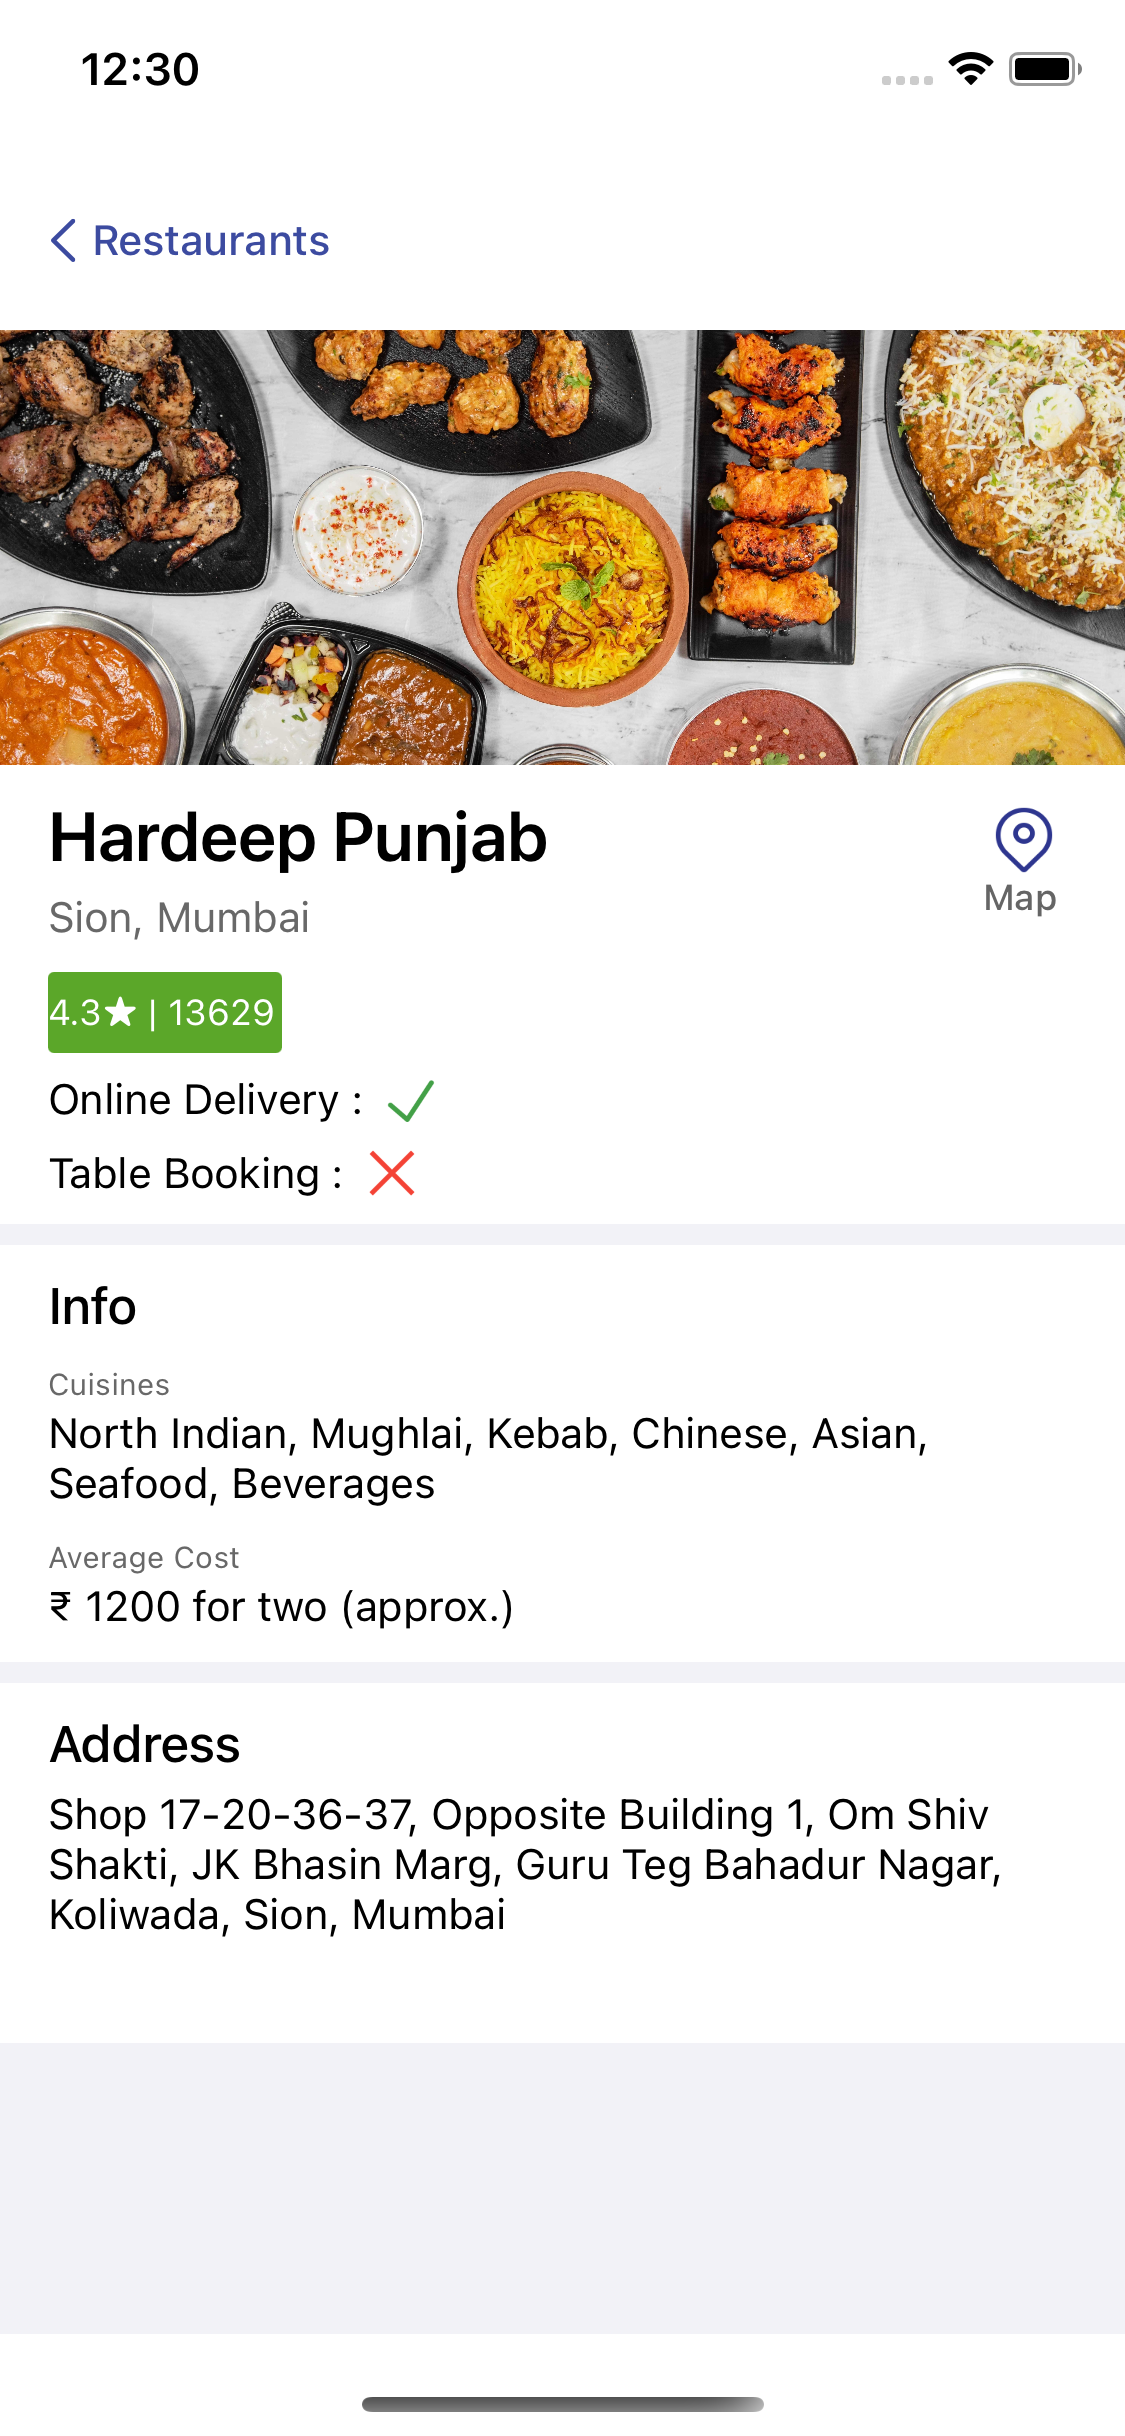 12:30
Restaurants
Hardeep Punjab
Map
Sion, Mumbai
4.3★ | 13629
Online Delivery :
Table Booking :
Info
Cuisines
North Indian, Mughlai, Kebab, Chinese, Asian,
Seafood, Beverages
Average Cost
₹ 1200 for two (approx.)
Address
Shop 17-20-36-37, Opposite Building 1, Om Shiv
Shakti, JK Bhasin Marg, Guru Teg Bahadur Nagar,
Koliwada, Sion, Mumbai